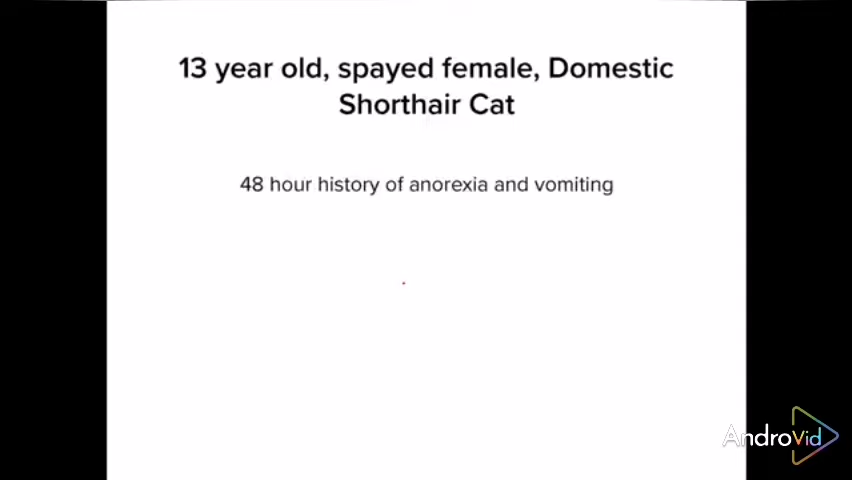 13 year old, spayed female, Domestic
Shorthair Cat
48 hour history of anorexia and vomiting
AndroVid